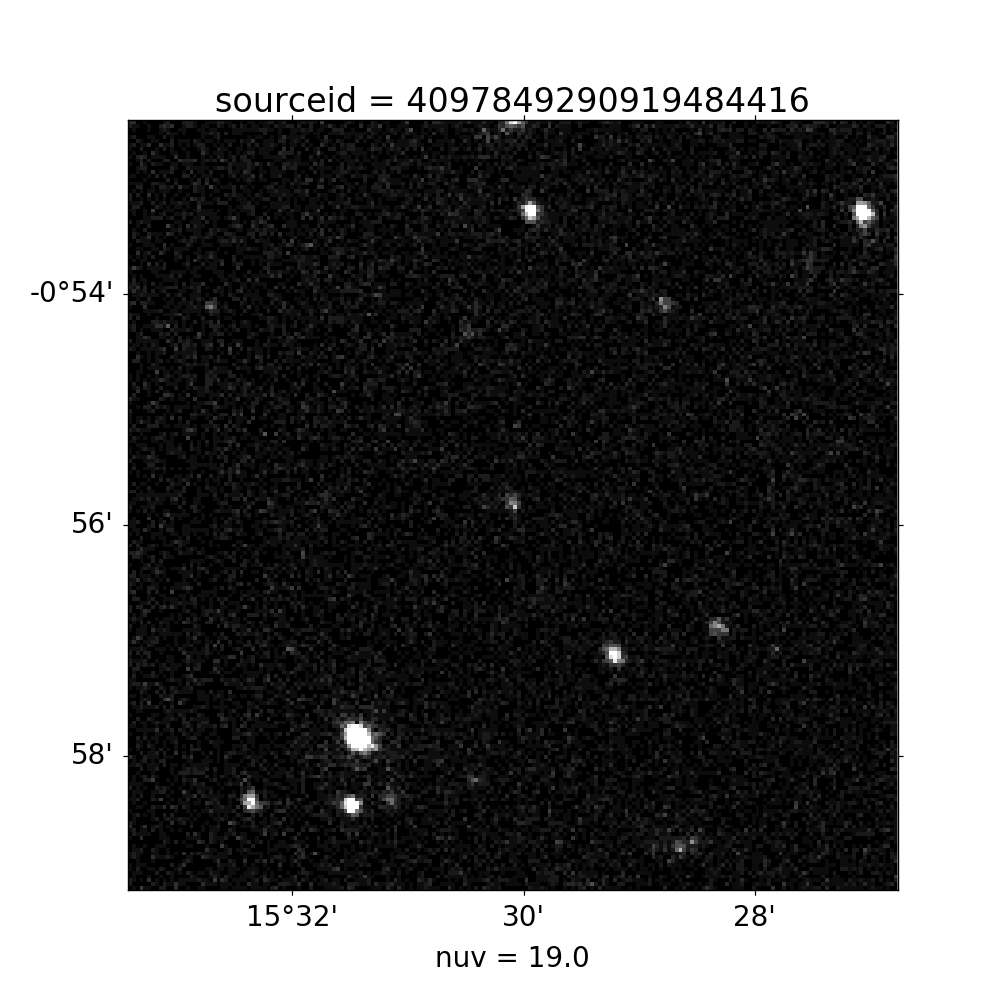 sourceid = 4097849290919484416
-0°54'
56'
58'
15°32' 30' 28'
nuv = 19.0